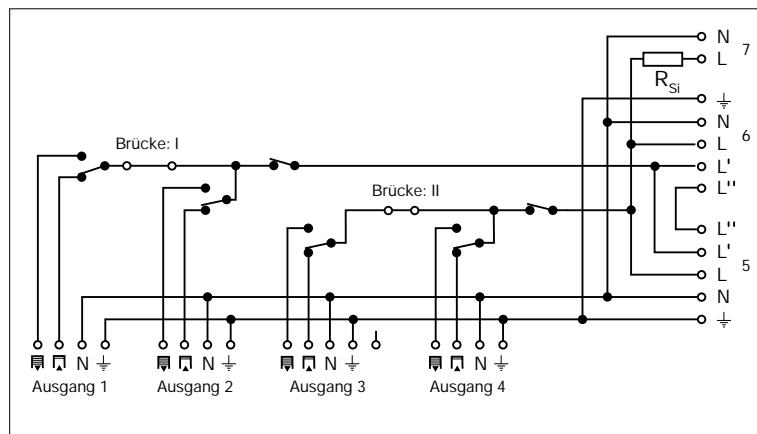 N 7
L
R Si
⏚
N
6
L
Brücke: I
L'
Brücke: II
L''
L''
L'
5
L
N
⏚
N ⏚ N ⏚ N ⏚ N ⏚
Ausgang 1 Ausgang 2 Ausgang 3 Ausgang 4